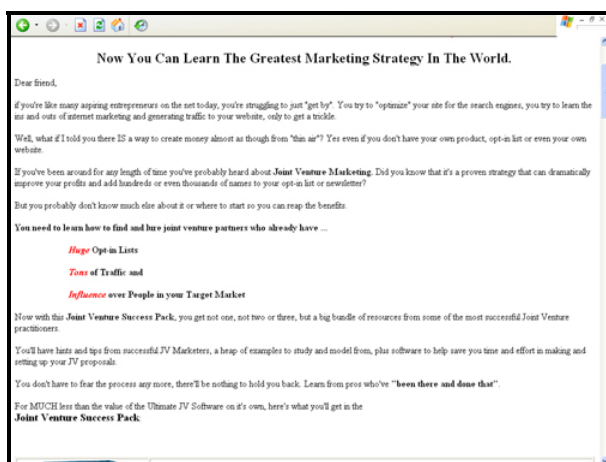 Now You Can Learn The Greatest Marketing Strategy In The World.
Dear friend,
if you're like many aspiring entrepreneurs on the net today, you're struggling to just "get by". You try to "optimize" your site for the search engines, you try to learn the
ins and outs of internet marketing and generating traffic to your website, only to get a trickle.
Well, what if I told you there IS a way to create money almost as though from "thin air"? Yes even if you don't have your own product, opt-in list or even your own
website.
If you've been around for any length of time you've probably heard about Joint Venture Marketing. Did you know that it's a proven strategy that can dramatically
improve your profits and add hundreds or even thousands of names to your opt-in list or newsletter?
But you probably don't know much else about it or where to start so you can reap the benefits.
You need to learn how to find and lure joint venture partners who already have ...
Huge Opt-in Lists
Tons of Traffic and
Influence over People in your Target Market
Now with this Joint Venture Success Pack, you get not one, not two or three, but a big bundle of resources from some of the most successful Joint Venture
practitioners.
You'll have hints and tips from successful JV Marketers, a heap of examples to study and model from, plus software to help save you time and effort in making and
setting up your JV proposals.
You don't have to fear the process any more, there'll be nothing to hold you back. Learn from pros who've "been there and done that".
For MUCH less than the value of the Ultimate JV Software on it's own, here's what you'll get in the
Joint Venture Success Pack: